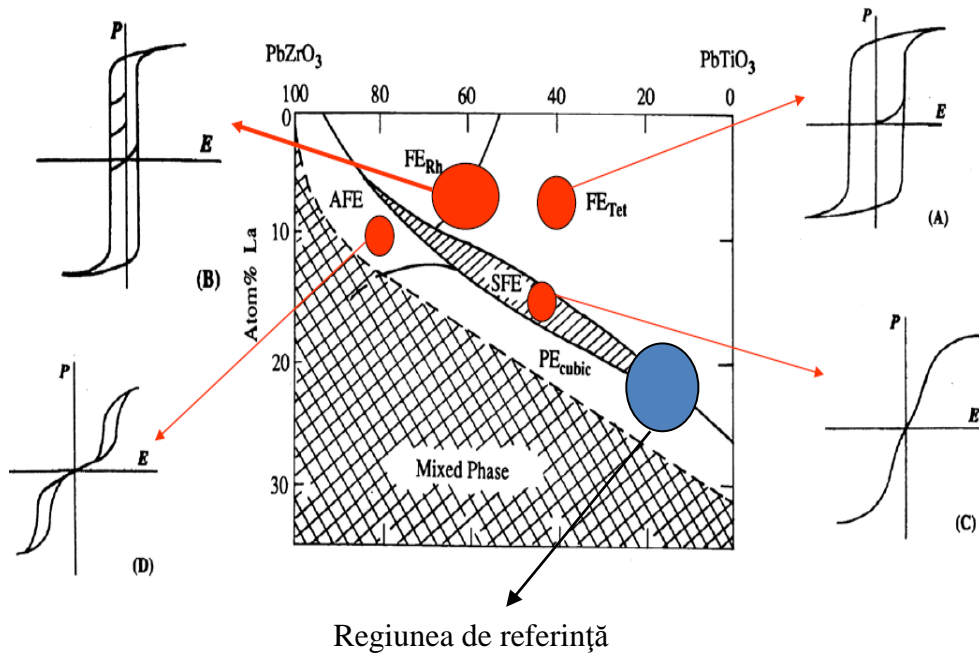 P
E
(B)
PbZrO3
PbTiO3
100 80 60 40 20 0
0
10
20
30
Atom% La
FERh
FETet
AFE
SFE
PEcubic
Mixed Phase
P
E
(A)
P
E
(D)
P
E
(C)
Regiunea de referinţă